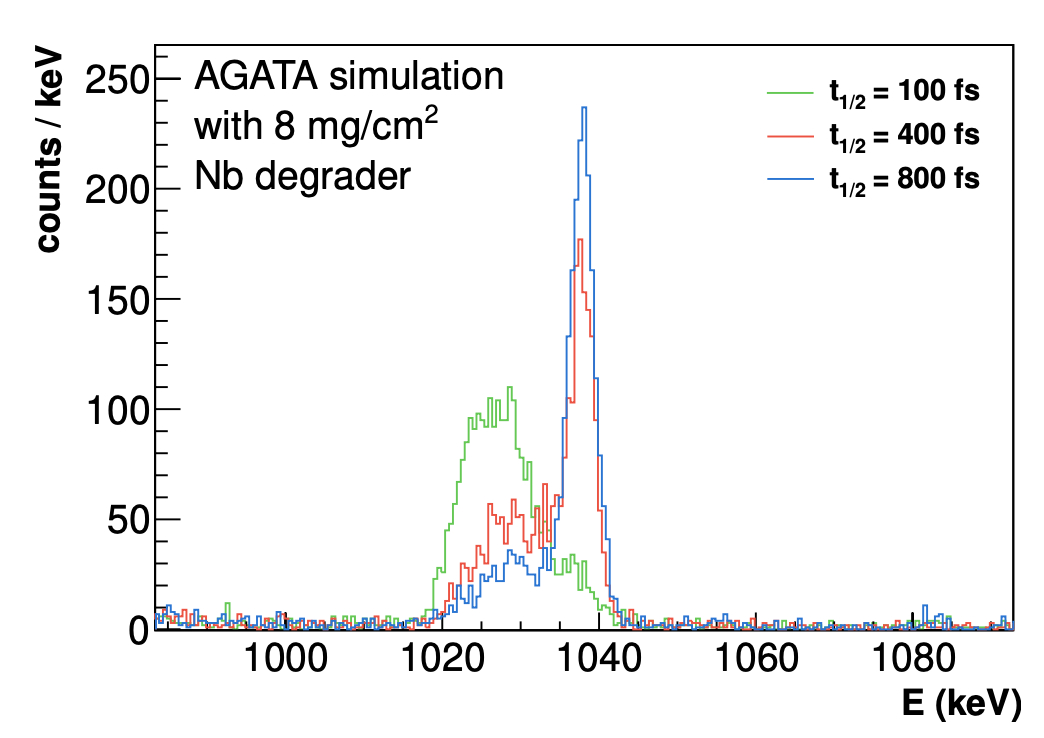 AGATA simulation
with 8 mg/cm²
Nb degrader
t1/2 = 100 fs
t1/2 = 400 fs
t1/2 = 800 fs
counts / keV
250
200
150
100
50
0
1000 1020 1040 1060 1080
E (keV)